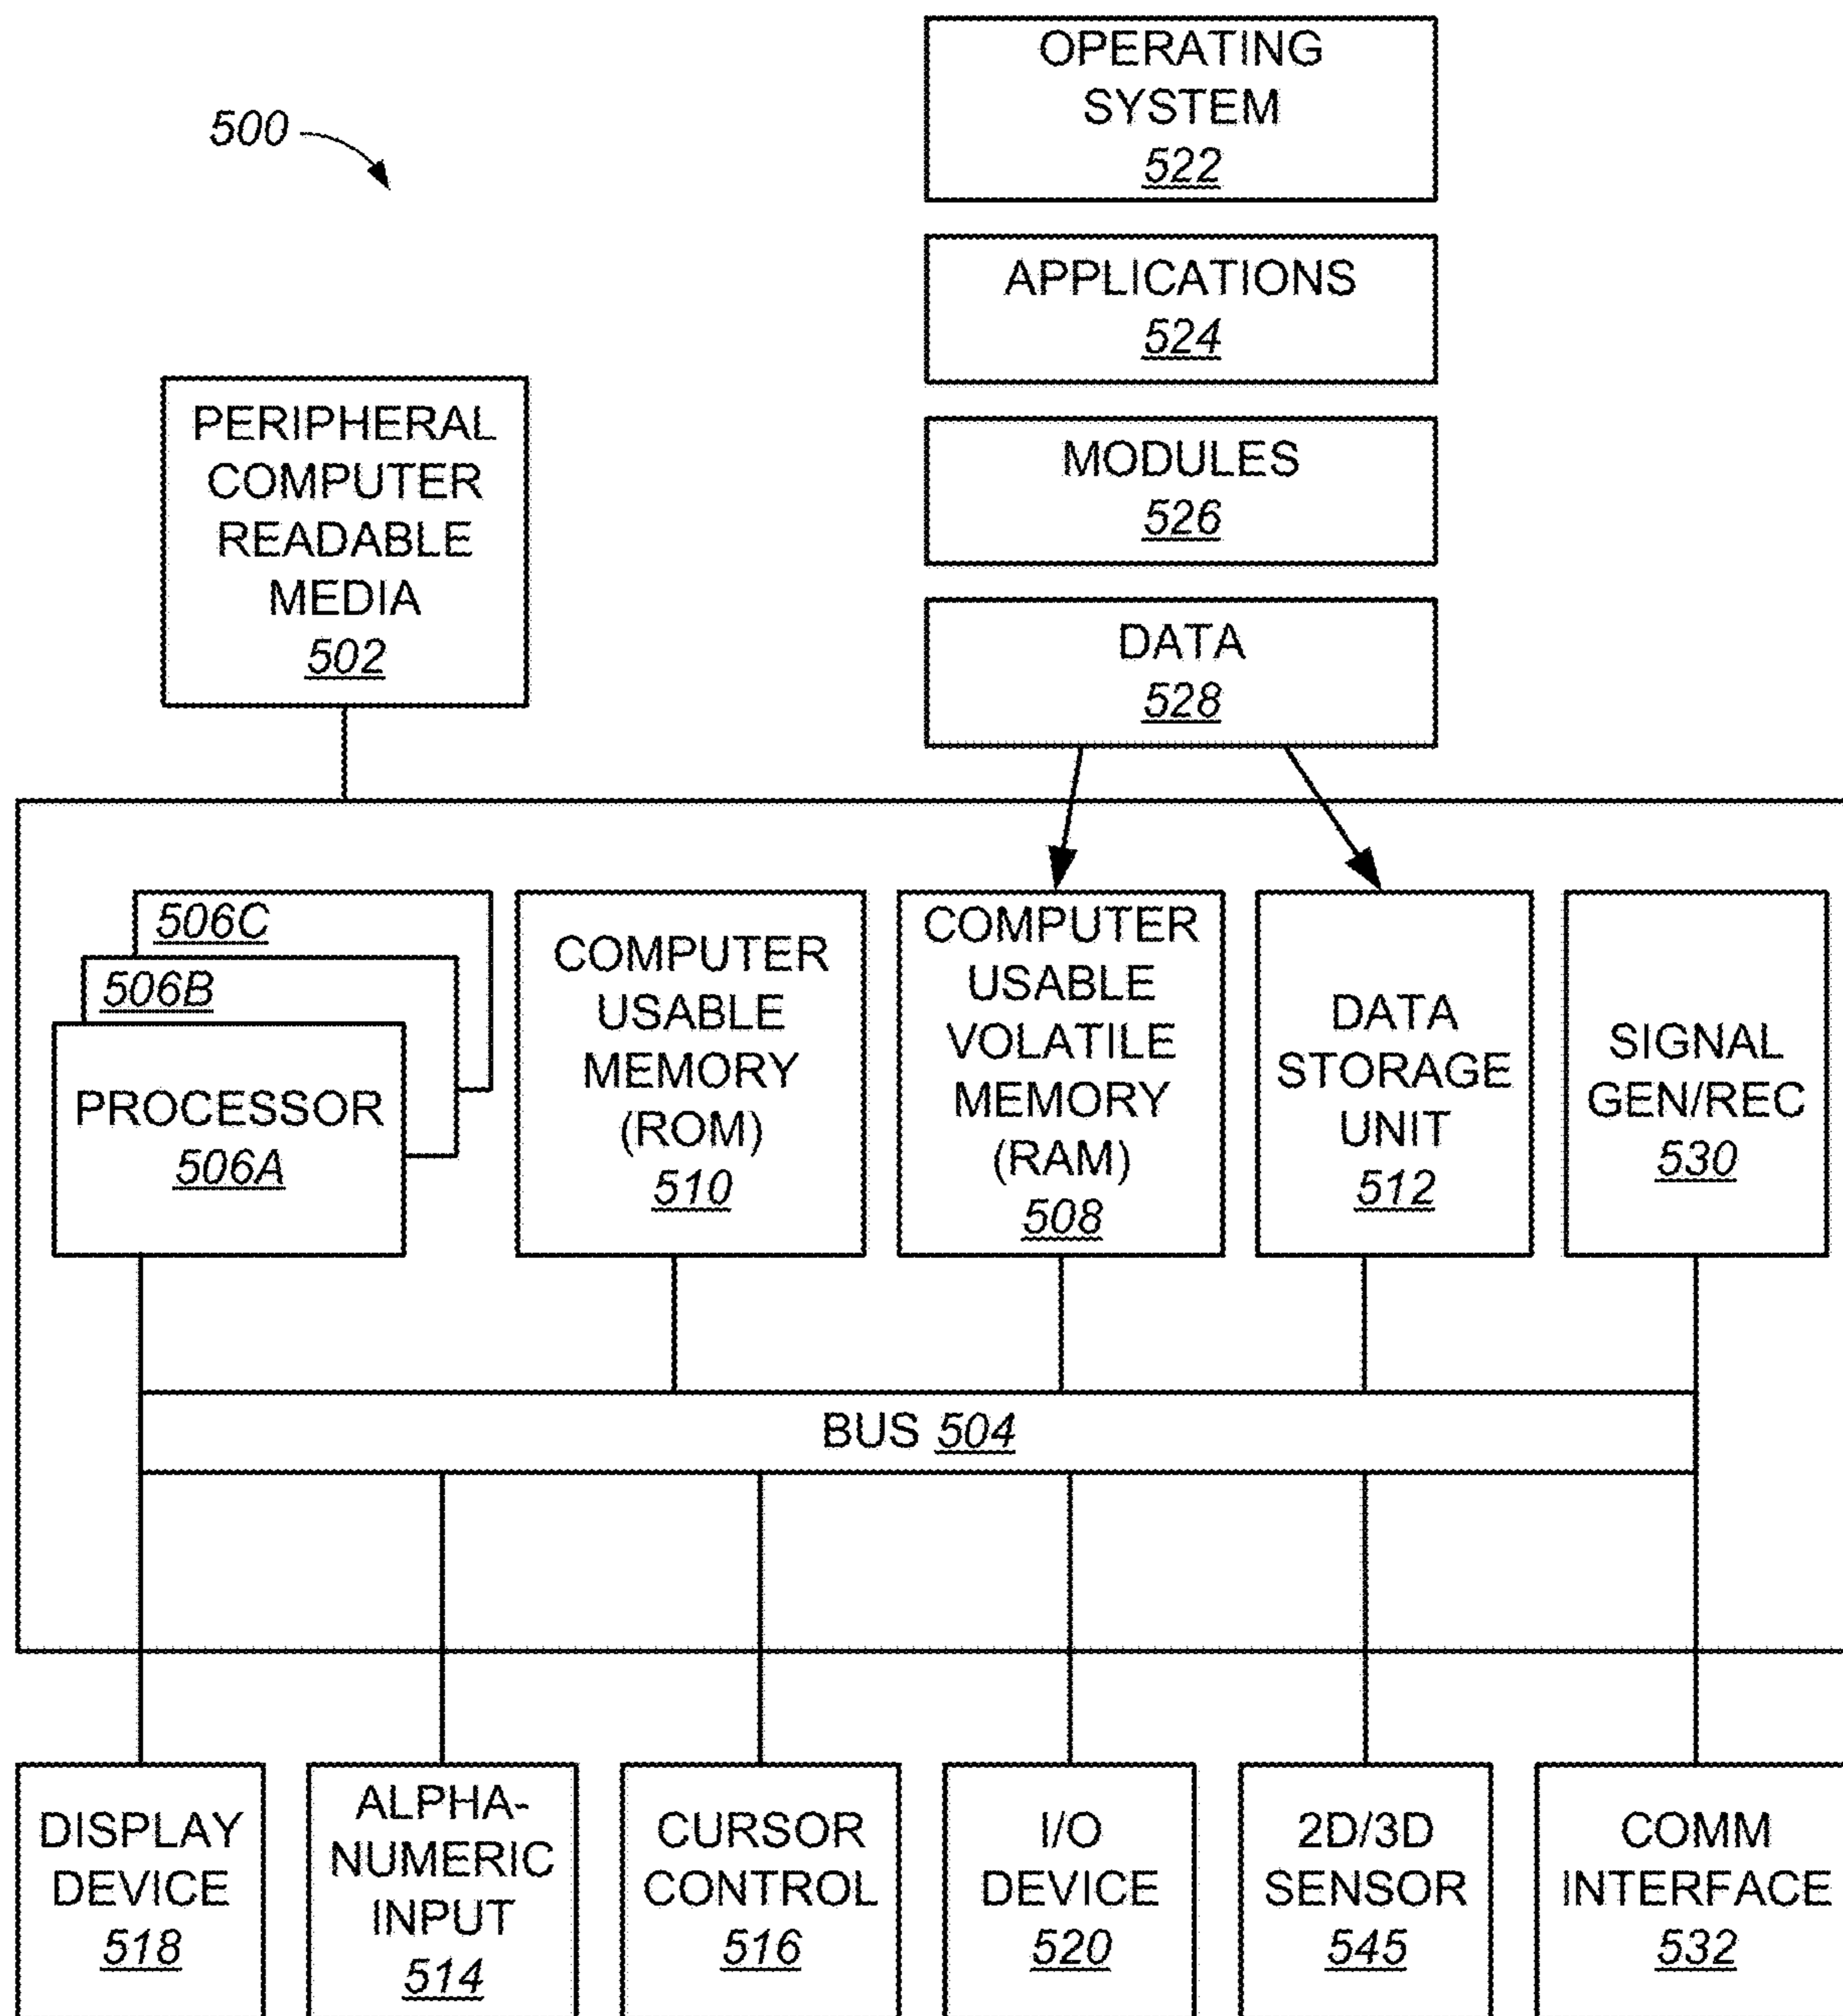 500
OPERATING
SYSTEM
522
APPLICATIONS
524
MODULES
526
DATA
528
PERIPHERAL
COMPUTER
READABLE
MEDIA
502
506C
506B
PROCESSOR
506A
COMPUTER
USABLE
MEMORY
(ROM)
510
COMPUTER
USABLE
VOLATILE
MEMORY
(RAM)
508
DATA
STORAGE
UNIT
512
SIGNAL
GEN/REC
530
BUS 504
DISPLAY
DEVICE
518
ALPHA-
NUMERIC
INPUT
514
CURSOR
CONTROL
516
I/O
DEVICE
520
2D/3D
SENSOR
545
COMM
INTERFACE
532